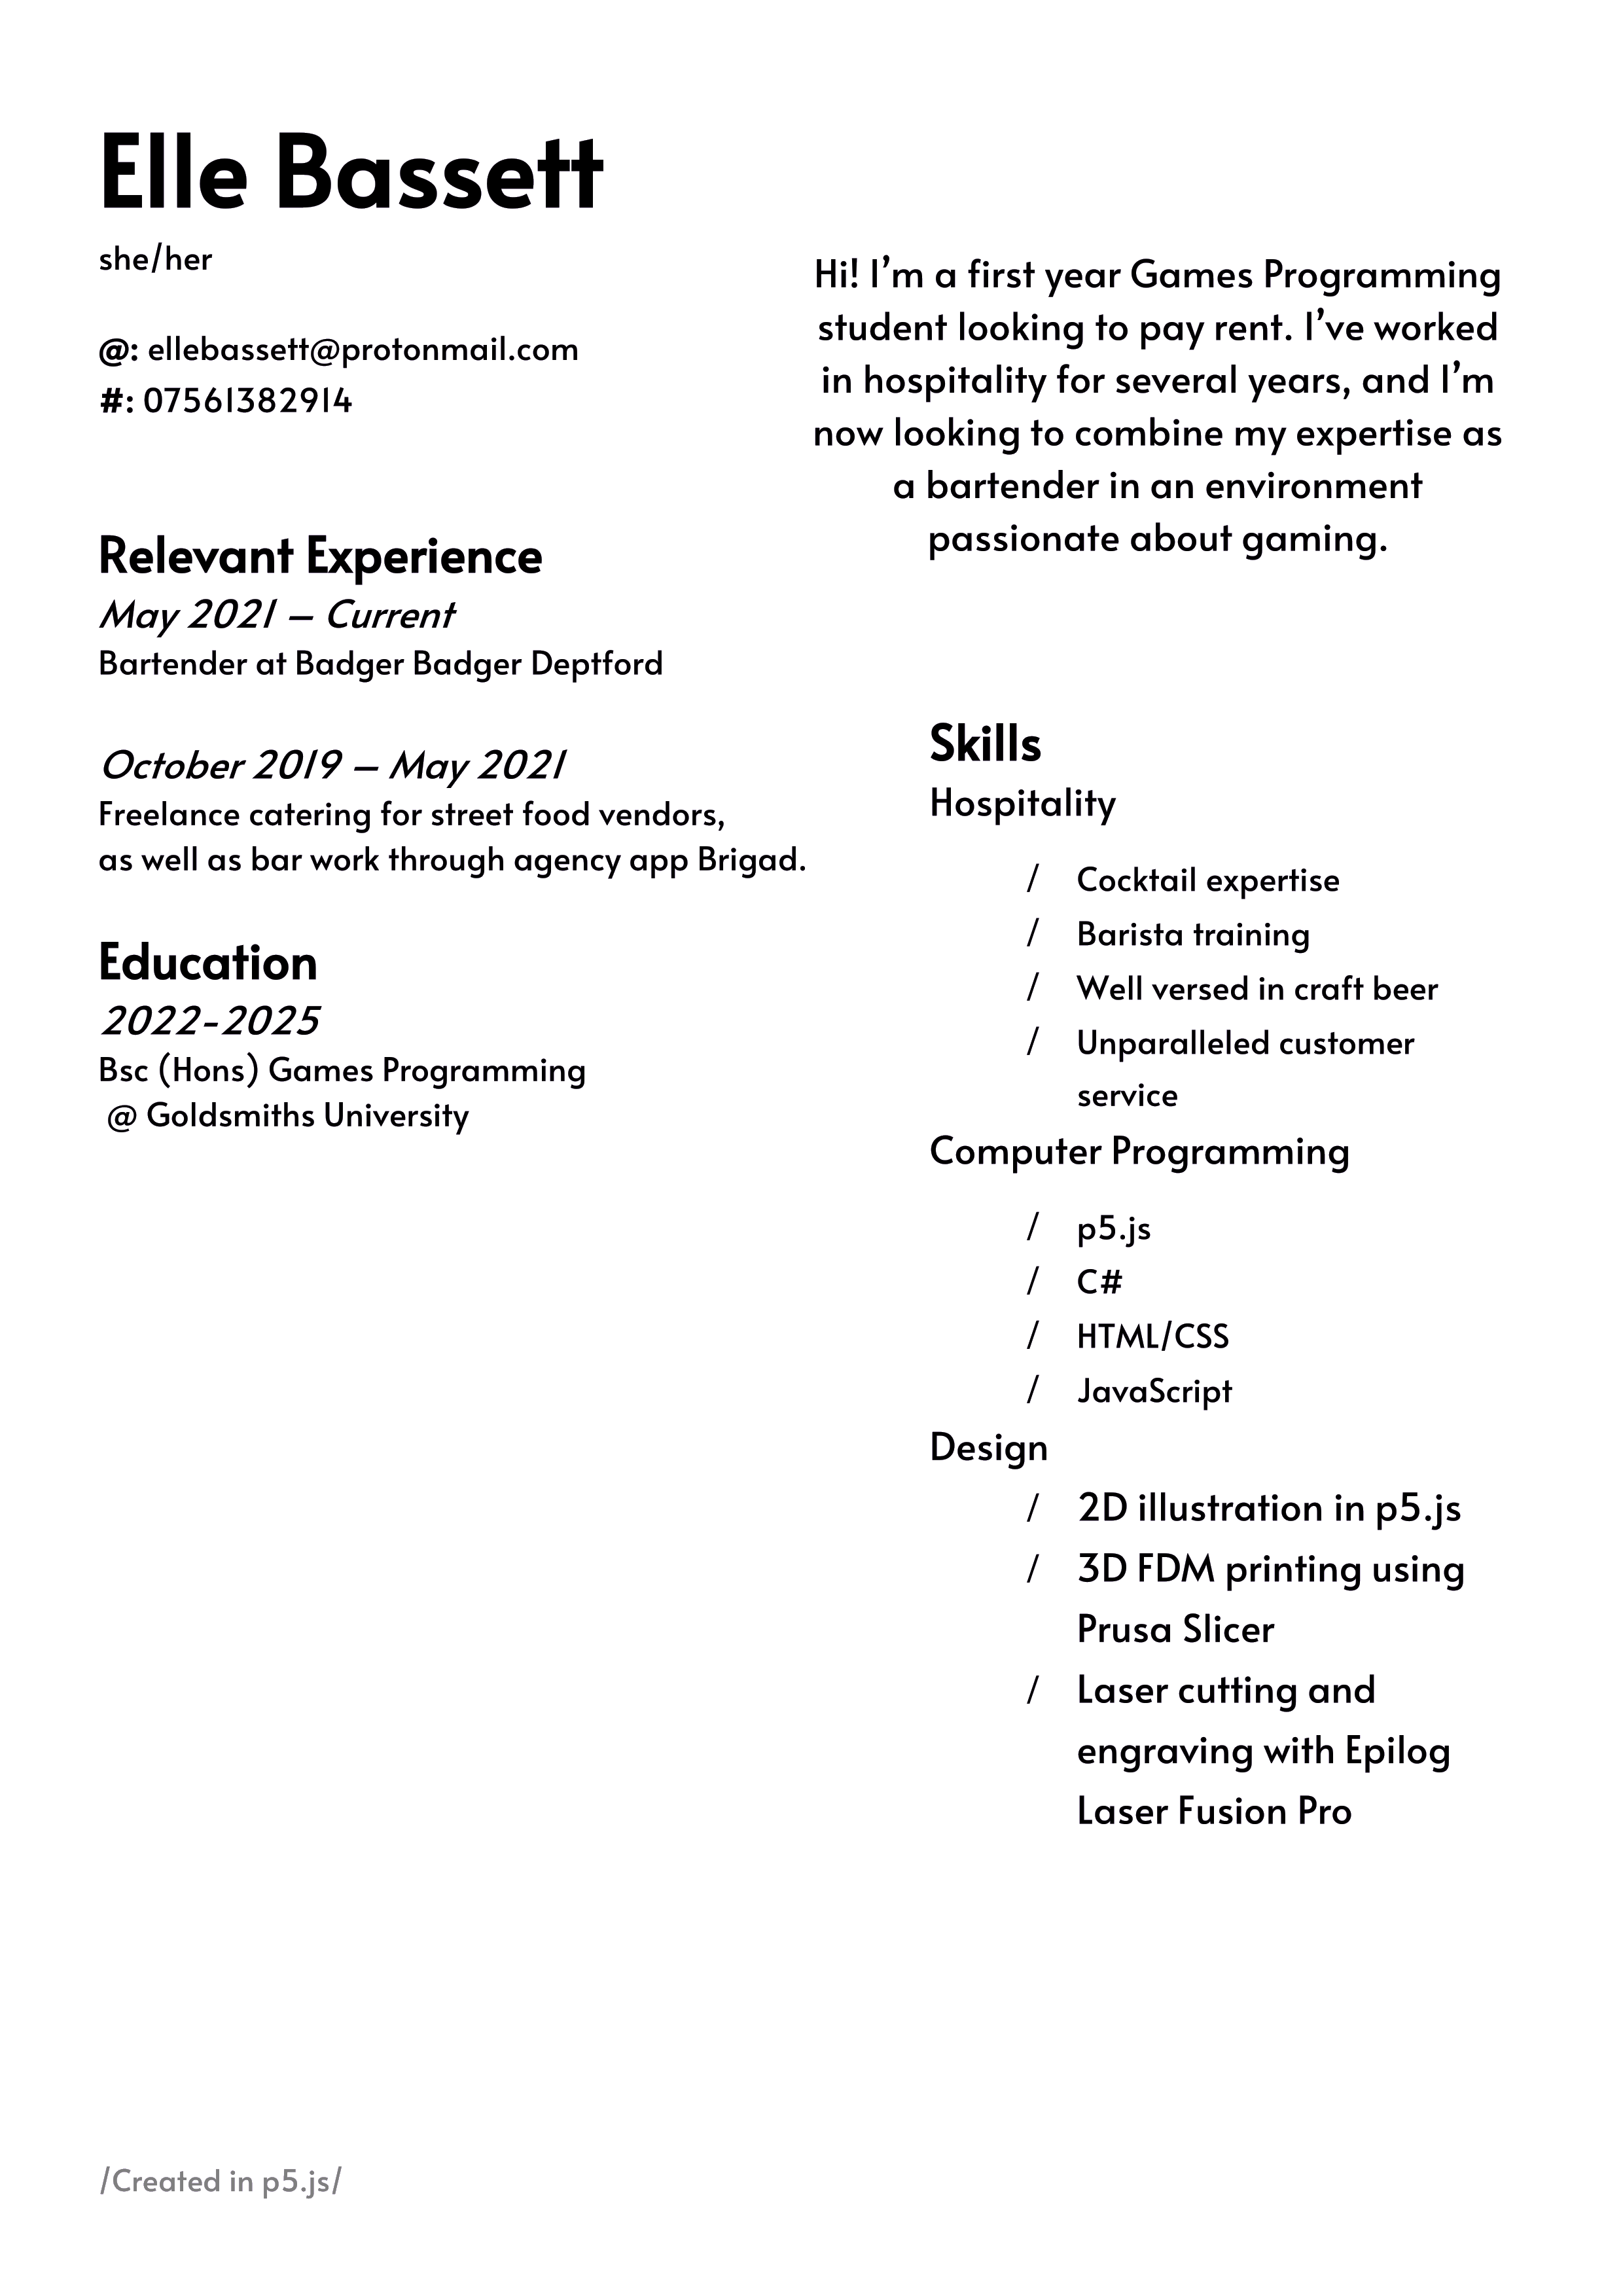 Elle Bassett
she/her
@: ellebassett@protonmail.com
#: 07561382914
Hi! I’m a first year Games Programming
student looking to pay rent. I’ve worked
in hospitality for several years, and I’m
now looking to combine my expertise as
a bartender in an environment
passionate about gaming.
Relevant Experience
May 2021 – Current
Bartender at Badger Badger Deptford
October 2019 – May 2021
Freelance catering for street food vendors,
as well as bar work through agency app Brigad.
Education
2022-2025
Bsc (Hons) Games Programming
@ Goldsmiths University
Skills
Hospitality
/ Cocktail expertise
/ Barista training
/ Well versed in craft beer
/ Unparalleled customer
service
Computer Programming
/ p5.js
/ C#
/ HTML/CSS
/ JavaScript
Design
/ 2D illustration in p5.js
/ 3D FDM printing using
Prusa Slicer
/ Laser cutting and
engraving with Epilog
Laser Fusion Pro
/Created in p5.js/